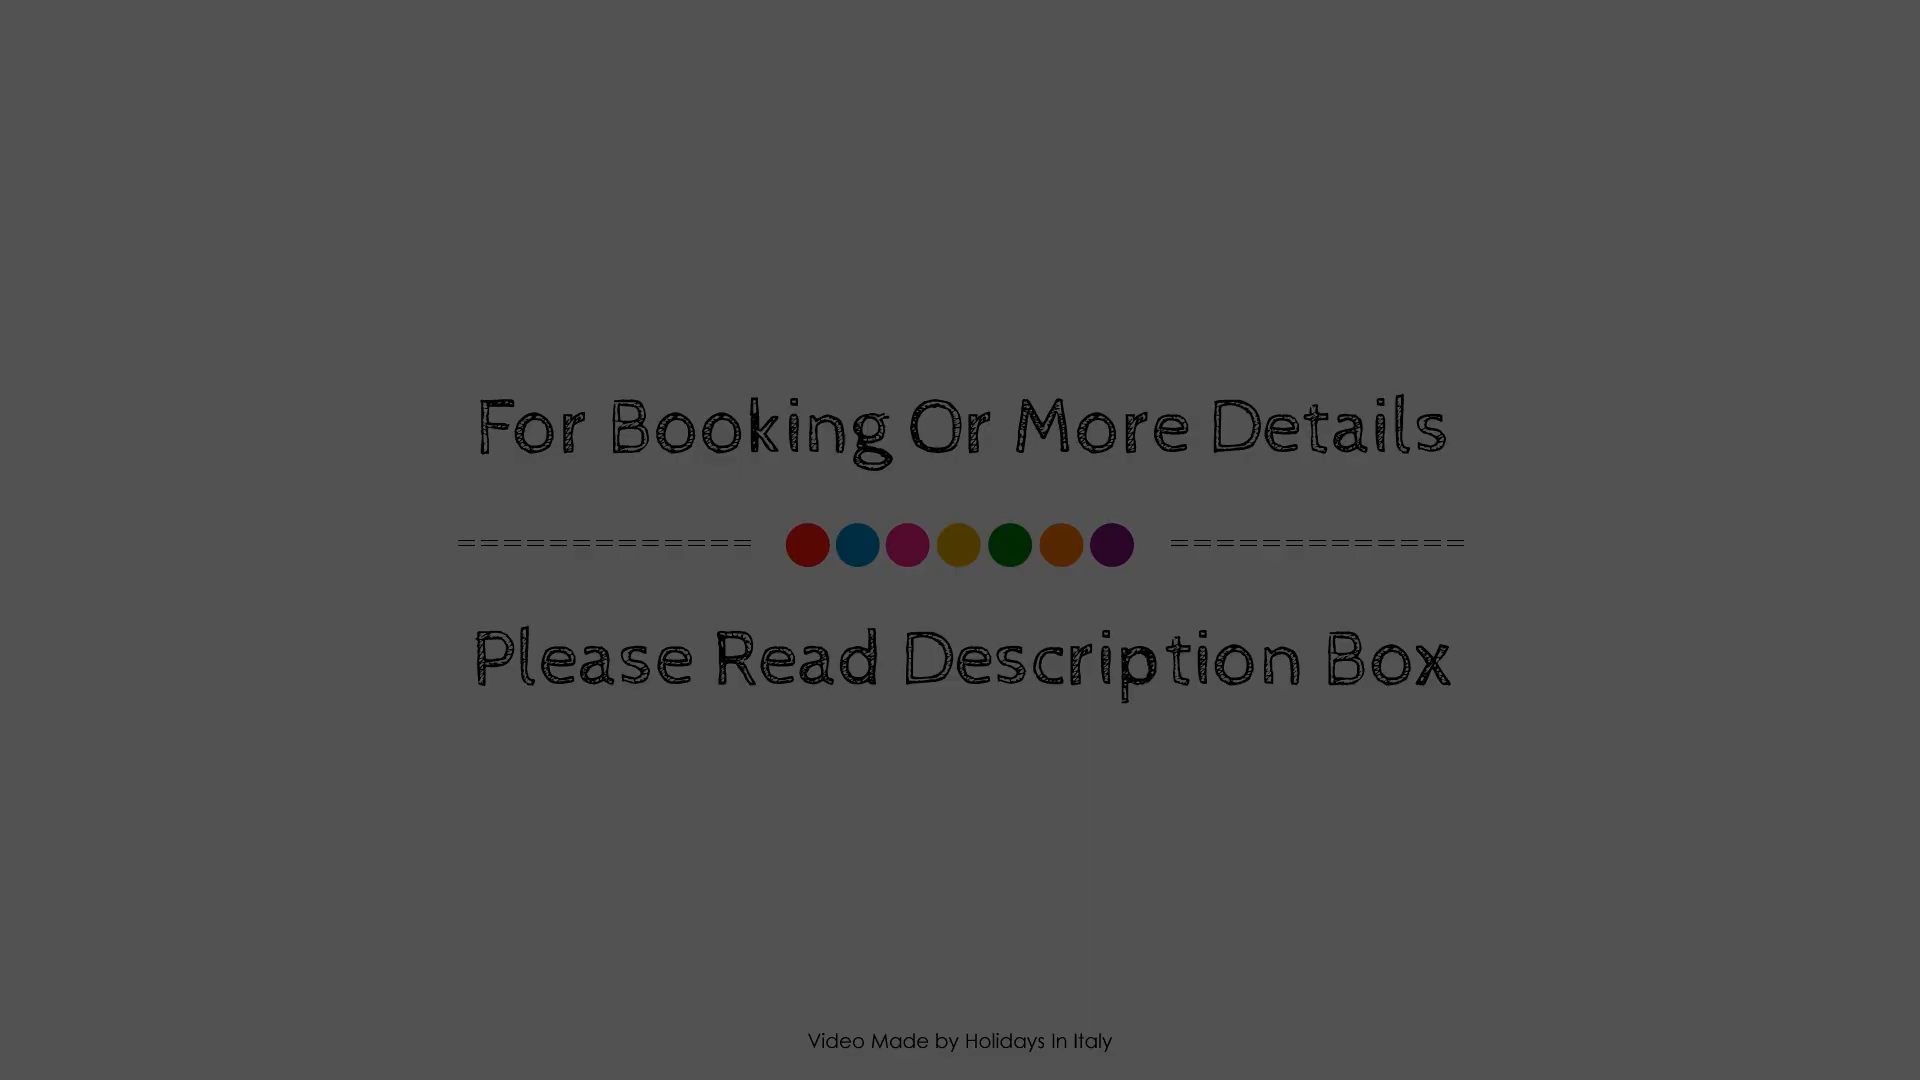 For Booking Or More Details
============= =============
Please Read Description Box
Video Made by Holidays In Italy